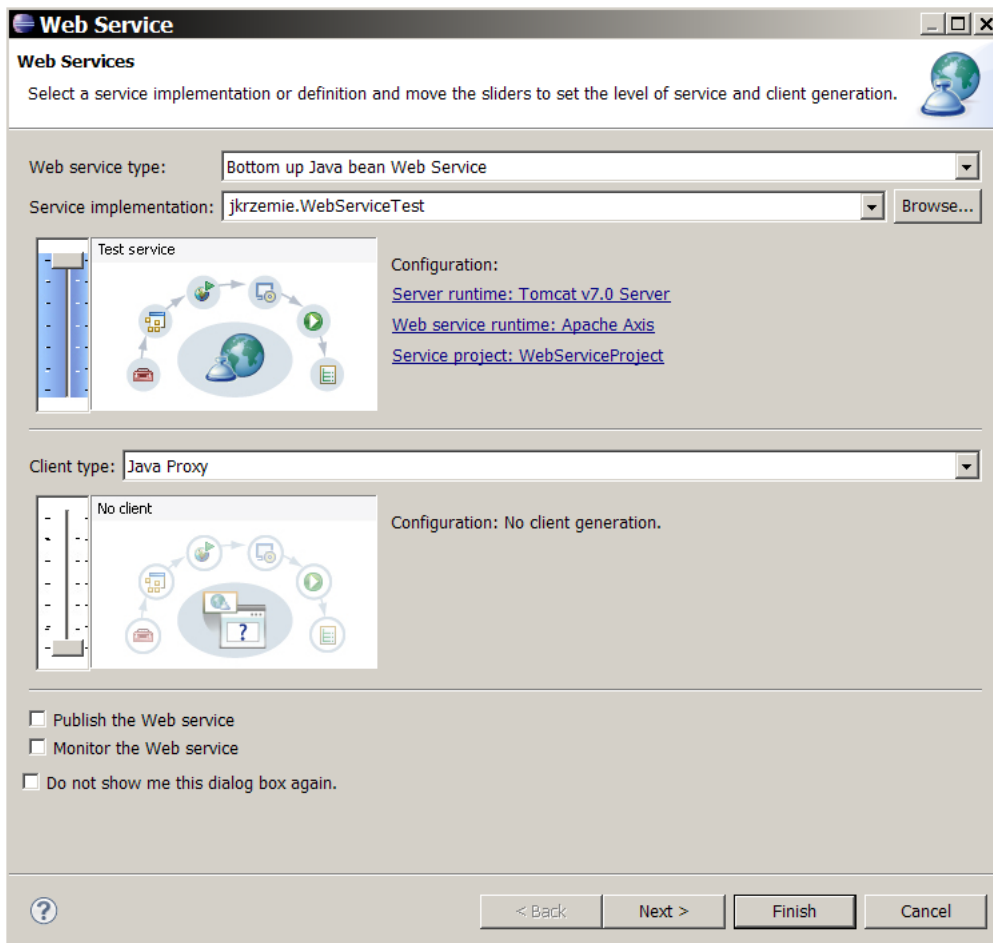 Web Service
Web Services
Select a service implementation or definition and move the sliders to set the level of service and client generation.
Web service type: Bottom up Java bean Web Service
Service implementation: jkrzemie.WebServiceTest Browse...
Test service
Configuration:
Server runtime: Tomcat v7.0 Server
Web service runtime: Apache Axis
Service project: WebServiceProject
Client type: Java Proxy
No client
Configuration: No client generation.
?
Publish the Web service
Monitor the Web service
Do not show me this dialog box again.
? < Back Next > Finish Cancel